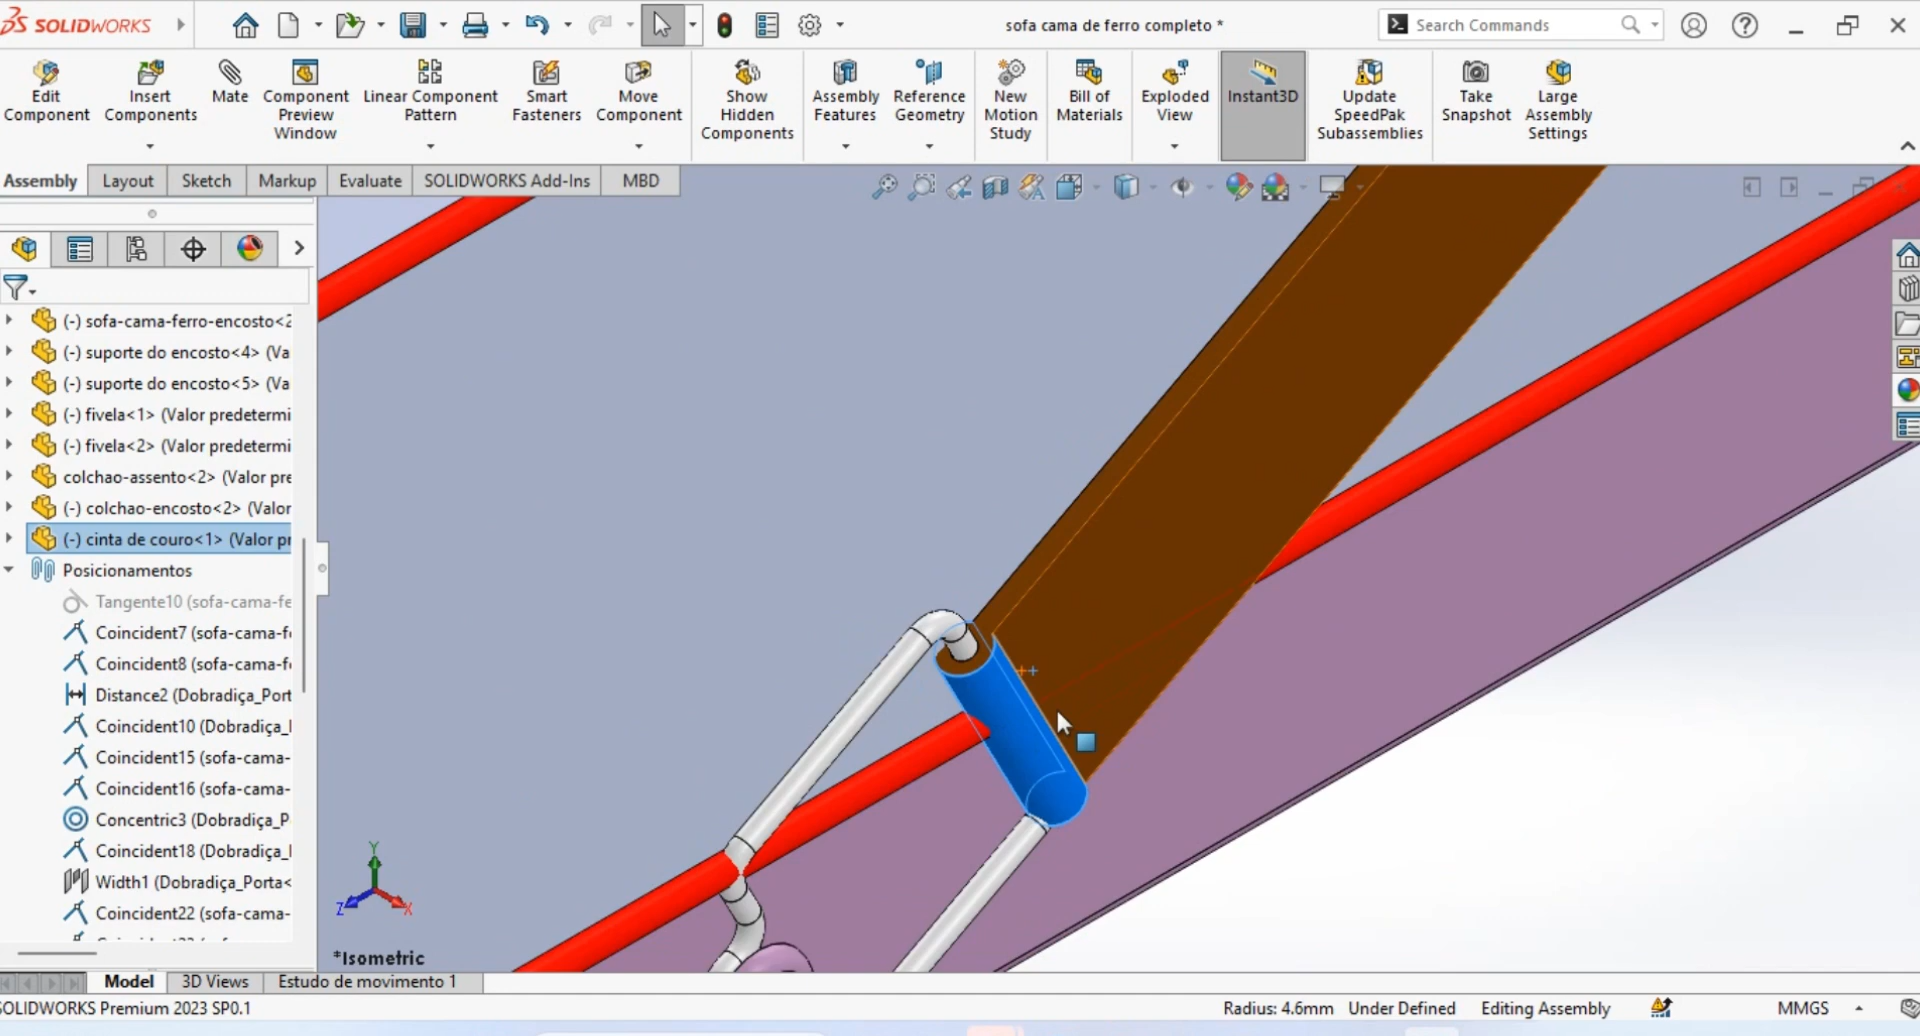 SOLIDWORKS
sofa cama de ferro completo *
Search Commands
Edit
Component
Insert
Components
Mate
Component
Preview
Window
Linear Component
Pattern
Smart
Fasteners
Move
Component
Show
Hidden
Components
Assembly
Features
Reference
Geometry
New
Motion
Study
Bill of
Materials
Exploded
View
Instant3D
Update
SpeedPak
Subassemblies
Take
Snapshot
Large
Assembly
Settings
Assembly
Layout
Sketch
Markup
Evaluate
SOLIDWORKS Add-Ins
MBD
(-) sofa-cama-ferro-encosto<2
(-) suporte do encosto<4> (Va
(-) suporte do encosto<5> (Va
(-) fivela<1> (Valor predetermi
(-) fivela<2> (Valor predetermi
colchao-assento<2> (Valor pre
(-) colchao-encosto<2> (Valor
(-) cinta de couro<1> (Valor pr
Posicionamentos
Tangente10 (sofa-cama-fe
Coincident7 (sofa-cama-f
Coincident8 (sofa-cama-f
Distance2 (Dobradiça_Port
Coincident10 (Dobradiça_
Coincident15 (sofa-cama-
Coincident16 (sofa-cama-
Concentric3 (Dobradiça_P
Coincident18 (Dobradiça_
Width1 (Dobradiça_Porta<
Coincident22 (sofa-cama-
Y
Z
X
*Isometric
Model
3D Views
Estudo de movimento 1
SOLIDWORKS Premium 2023 SP0.1
Radius: 4.6mm
Under Defined
Editing Assembly
MMGS